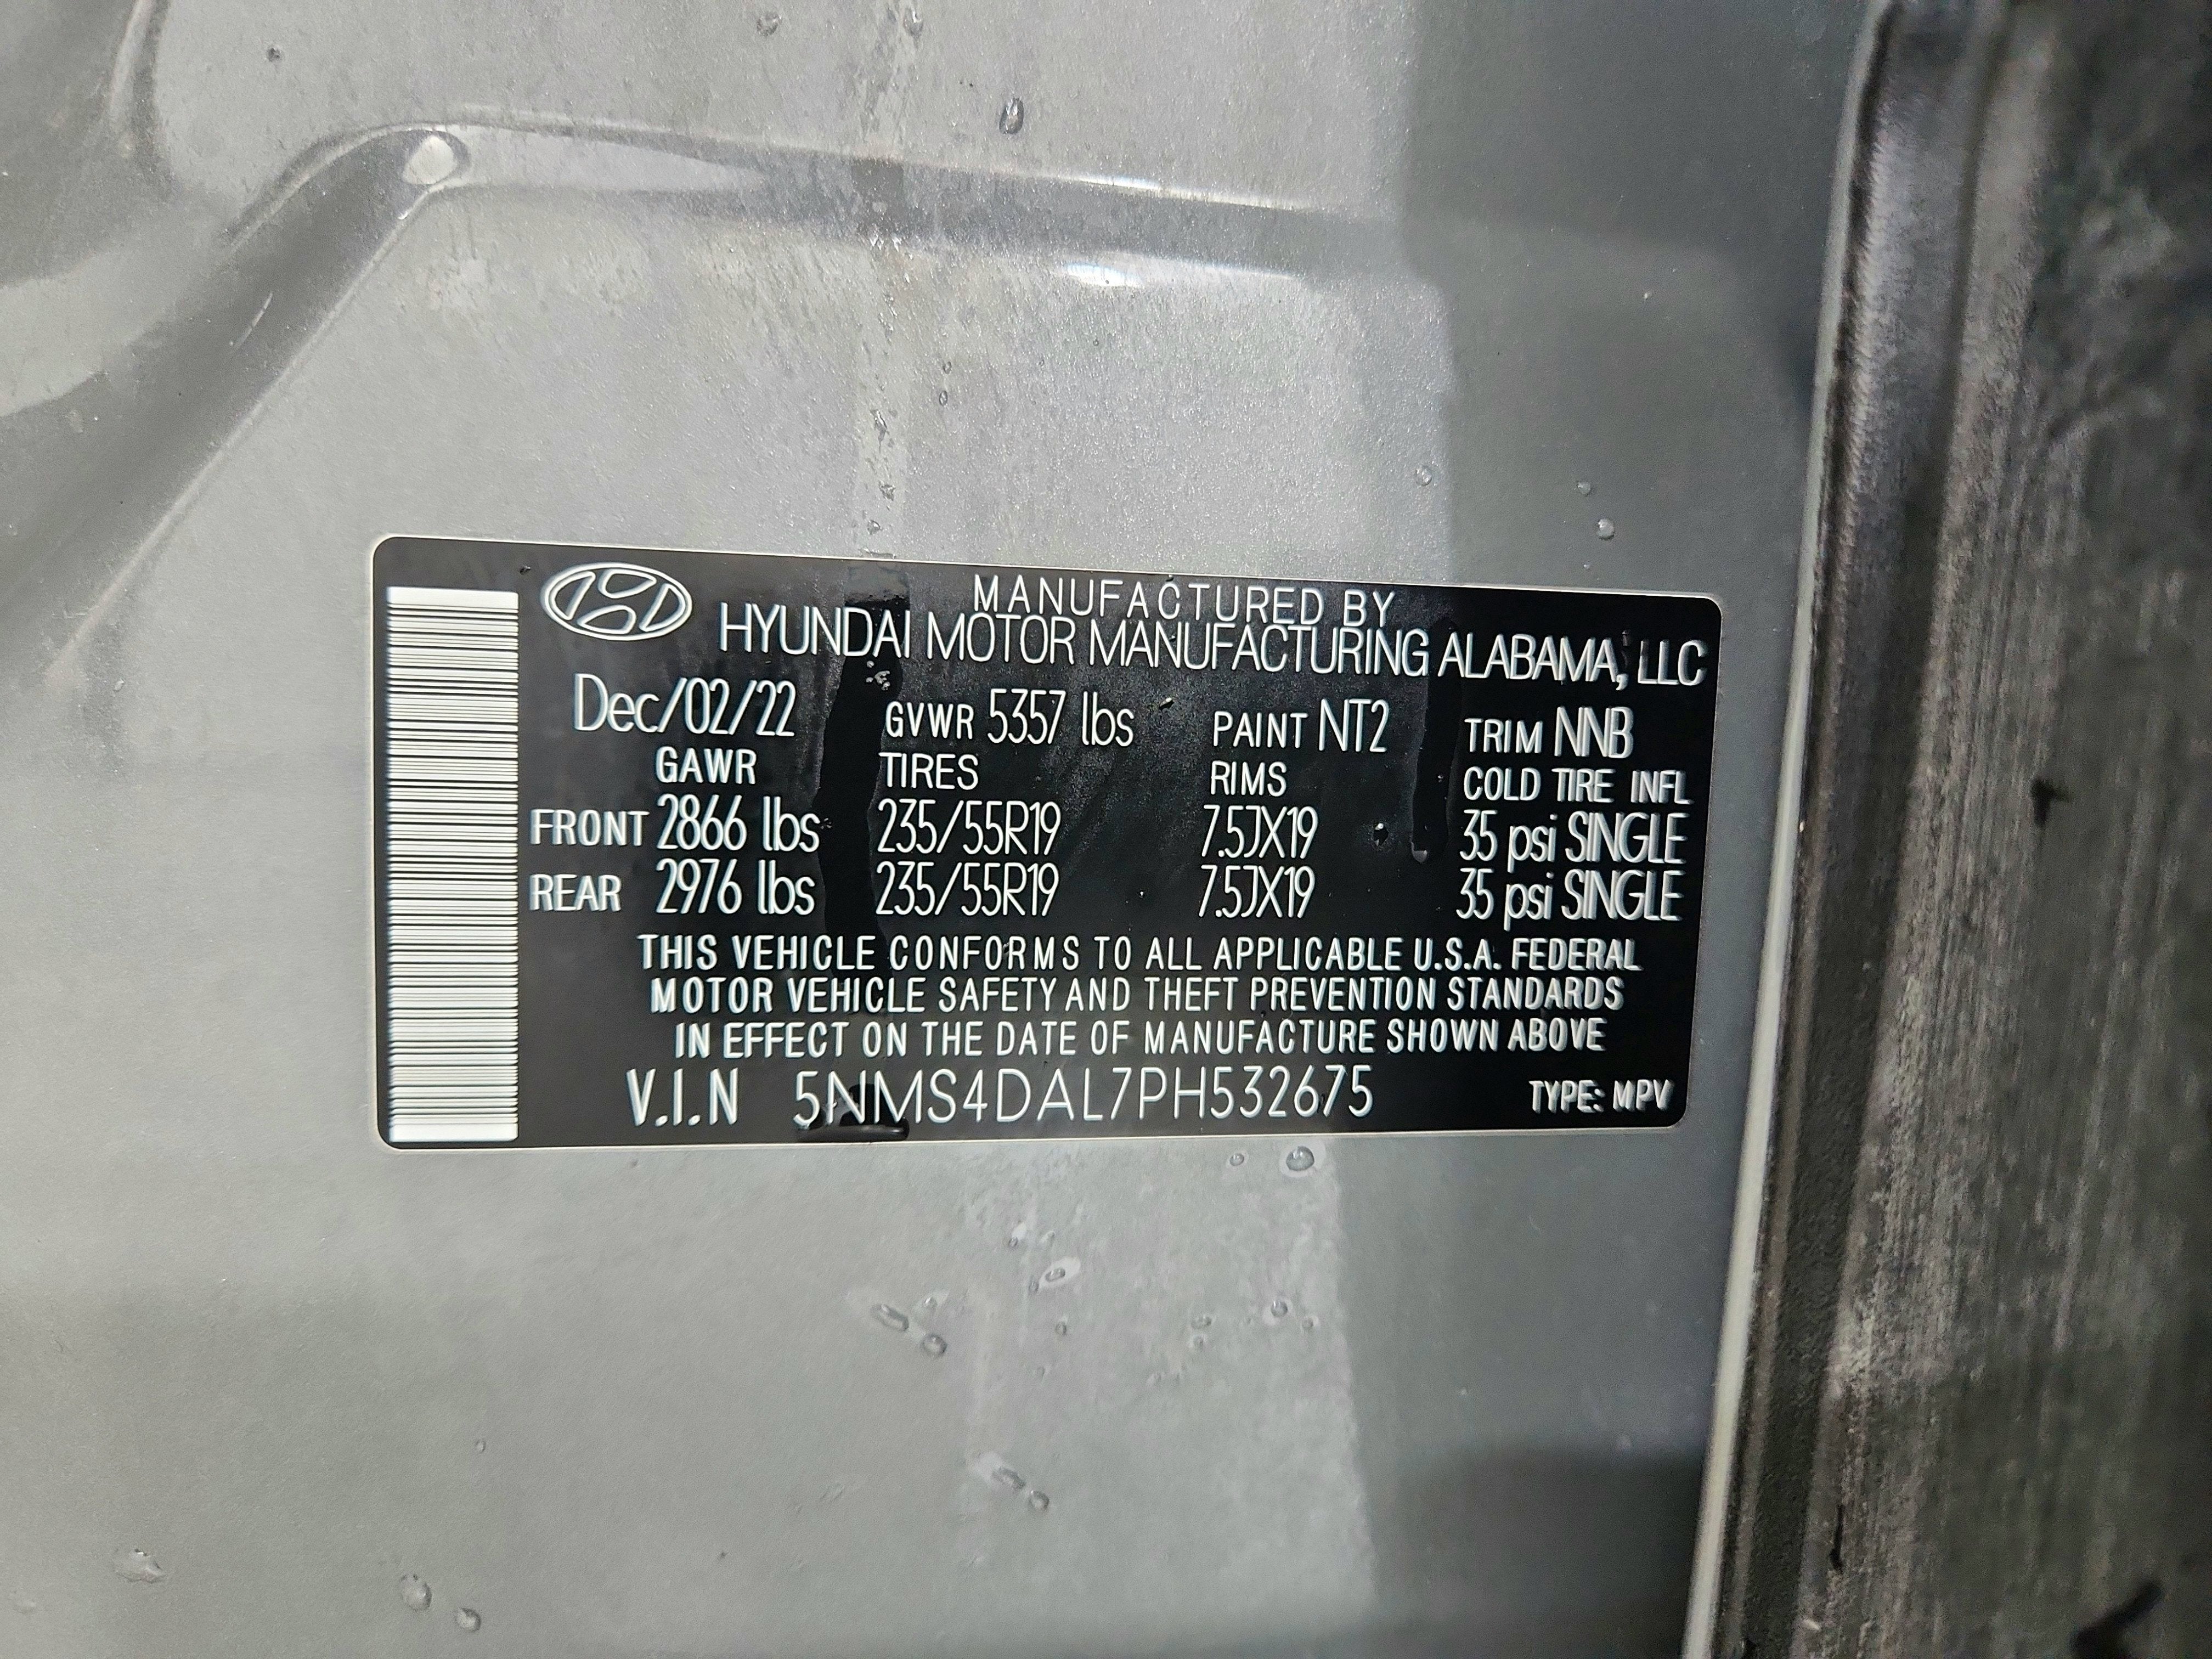 MANUFACTURED BY
HYUNDAI MOTOR MANUFACTURING ALABAMA, LLC
Dec/02/22 GVWR 5357 lbs PAINT NT2 TRIM NNB
GAWR TIRES RIMS COLD TIRE INFL
FRONT 2866 lbs 235/55R19 7.5JX19 35 psi SINGLE
REAR 2976 lbs 235/55R19 7.5JX19 35 psi SINGLE
THIS VEHICLE CONFORMS TO ALL APPLICABLE U.S.A. FEDERAL
MOTOR VEHICLE SAFETY AND THEFT PREVENTION STANDARDS
IN EFFECT ON THE DATE OF MANUFACTURE SHOWN ABOVE
V.I.N 5NMS4DAL7PH532675 TYPE: MPV